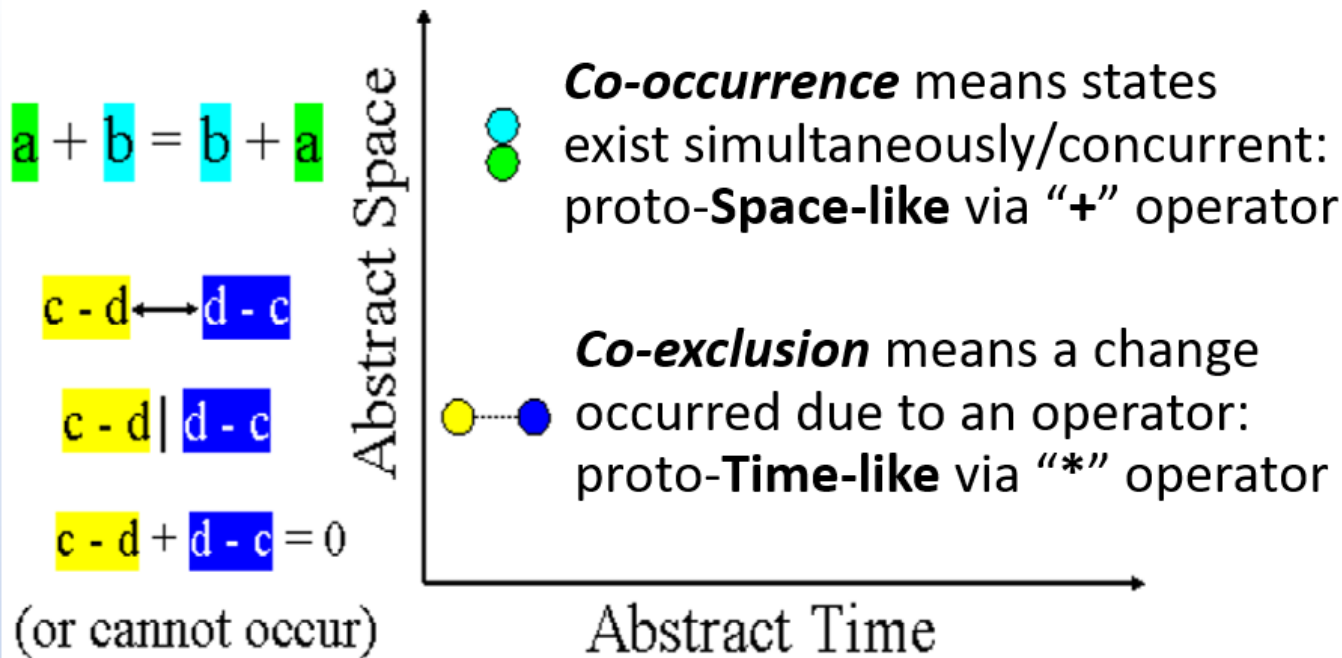 a + b = b + a
c - d⟷d - c
c - d | d - c
c - d + d - c = 0
(or cannot occur)
Abstract Space
Co-occurrence means states
exist simultaneously/concurrent:
proto-Space-like via “+” operator
Co-exclusion means a change
occurred due to an operator:
proto-Time-like via “*” operator
Abstract Time